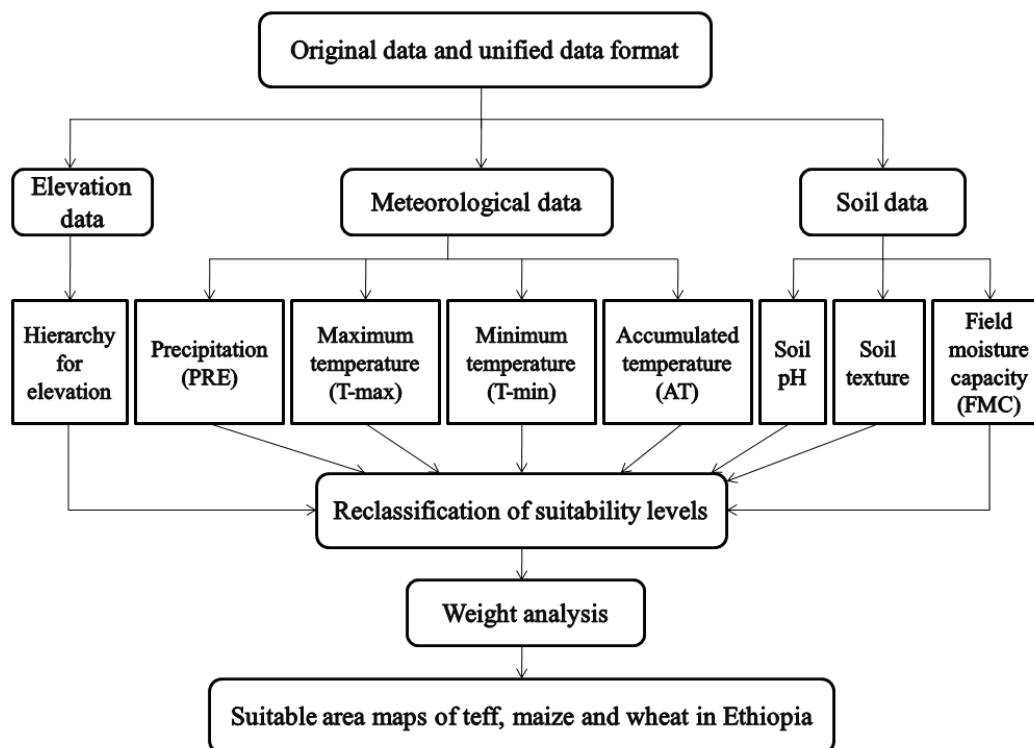 Original data and unified data format
Elevation
data
Meteorological data
Soil data
Hierarchy
for
elevation
Precipitation
(PRE)
Maximum
temperature
(T-max)
Minimum
temperature
(T-min)
Accumulated
temperature
(AT)
Soil
pH
Soil
texture
Field
moisture
capacity
(FMC)
Reclassification of suitability levels
Weight analysis
Suitable area maps of teff, maize and wheat in Ethiopia